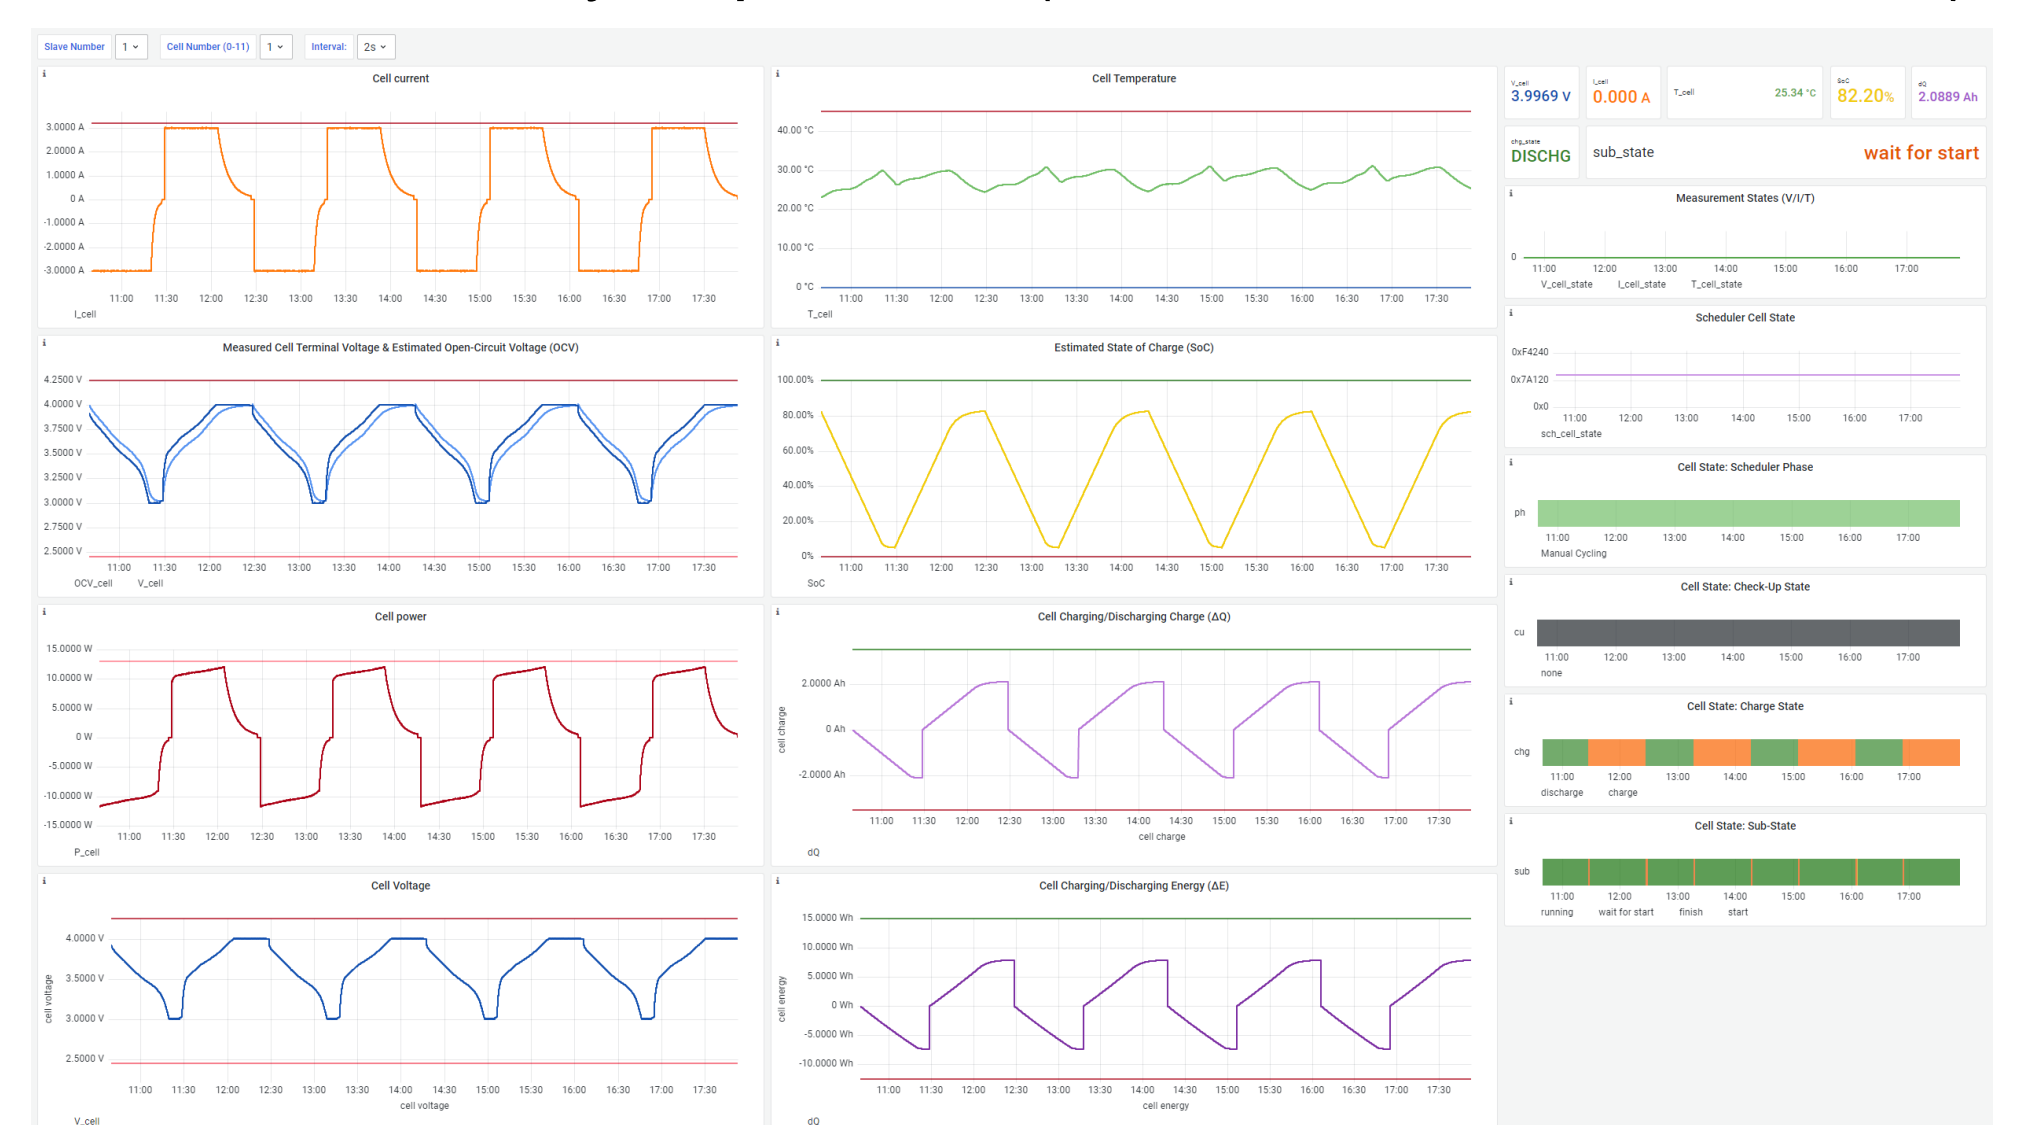 Slave Number 1 Cell Number (0-11) 1 Interval: 2s
Cell current
3.0000 A
2.0000 A
1.0000 A
0 A
-1.0000 A
-2.0000 A
-3.0000 A
11:00 11:30 12:00 12:30 13:00 13:30 14:00 14:30 15:00 15:30 16:00 16:30 17:00 17:30
I_cell
Cell Temperature
40.00 °C
30.00 °C
20.00 °C
10.00 °C
0 °C
11:00 11:30 12:00 12:30 13:00 13:30 14:00 14:30 15:00 15:30 16:00 16:30 17:00 17:30
T_cell
V_cell
3.9969 V
I_cell
0.000 A
T_cell 25.34 °C
SoC
82.20%
dQ
2.0889 Ah
chg_state
DISCHG
sub_state wait for start
Measurement States (V/I/T)
0
11:00 12:00 13:00 14:00 15:00 16:00 17:00
V_cell_state I_cell_state T_cell_state
Scheduler Cell State
0xF4240
0x7A120
0x0
11:00 12:00 13:00 14:00 15:00 16:00 17:00
sch_cell_state
Measured Cell Terminal Voltage & Estimated Open-Circuit Voltage (OCV)
4.2500 V
4.0000 V
3.7500 V
3.5000 V
3.2500 V
3.0000 V
2.7500 V
2.5000 V
11:00 11:30 12:00 12:30 13:00 13:30 14:00 14:30 15:00 15:30 16:00 16:30 17:00 17:30
OCV_cell V_cell
Estimated State of Charge (SoC)
100.00%
80.00%
60.00%
40.00%
20.00%
0%
11:00 11:30 12:00 12:30 13:00 13:30 14:00 14:30 15:00 15:30 16:00 16:30 17:00 17:30
SoC
Cell State: Scheduler Phase
ph
11:00 12:00 13:00 14:00 15:00 16:00 17:00
Manual Cycling
Cell State: Check-Up State
cu
11:00 12:00 13:00 14:00 15:00 16:00 17:00
none
Cell power
15.0000 W
10.0000 W
5.0000 W
0 W
-5.0000 W
-10.0000 W
-15.0000 W
11:00 11:30 12:00 12:30 13:00 13:30 14:00 14:30 15:00 15:30 16:00 16:30 17:00 17:30
P_cell
Cell Charging/Discharging Charge (ΔQ)
cell charge
2.0000 Ah
0 Ah
-2.0000 Ah
11:00 11:30 12:00 12:30 13:00 13:30 14:00 14:30 15:00 15:30 16:00 16:30 17:00 17:30
cell charge
dQ
Cell State: Charge State
chg
11:00 12:00 13:00 14:00 15:00 16:00 17:00
discharge charge
Cell State: Sub-State
sub
11:00 12:00 13:00 14:00 15:00 16:00 17:00
running wait for start finish start
Cell Voltage
cell voltage
4.0000 V
3.5000 V
3.0000 V
2.5000 V
11:00 11:30 12:00 12:30 13:00 13:30 14:00 14:30 15:00 15:30 16:00 16:30 17:00 17:30
cell voltage
V_cell
Cell Charging/Discharging Energy (ΔE)
cell energy
15.0000 Wh
10.0000 Wh
5.0000 Wh
0 Wh
-5.0000 Wh
-10.0000 Wh
11:00 11:30 12:00 12:30 13:00 13:30 14:00 14:30 15:00 15:30 16:00 16:30 17:00 17:30
cell energy
dQ